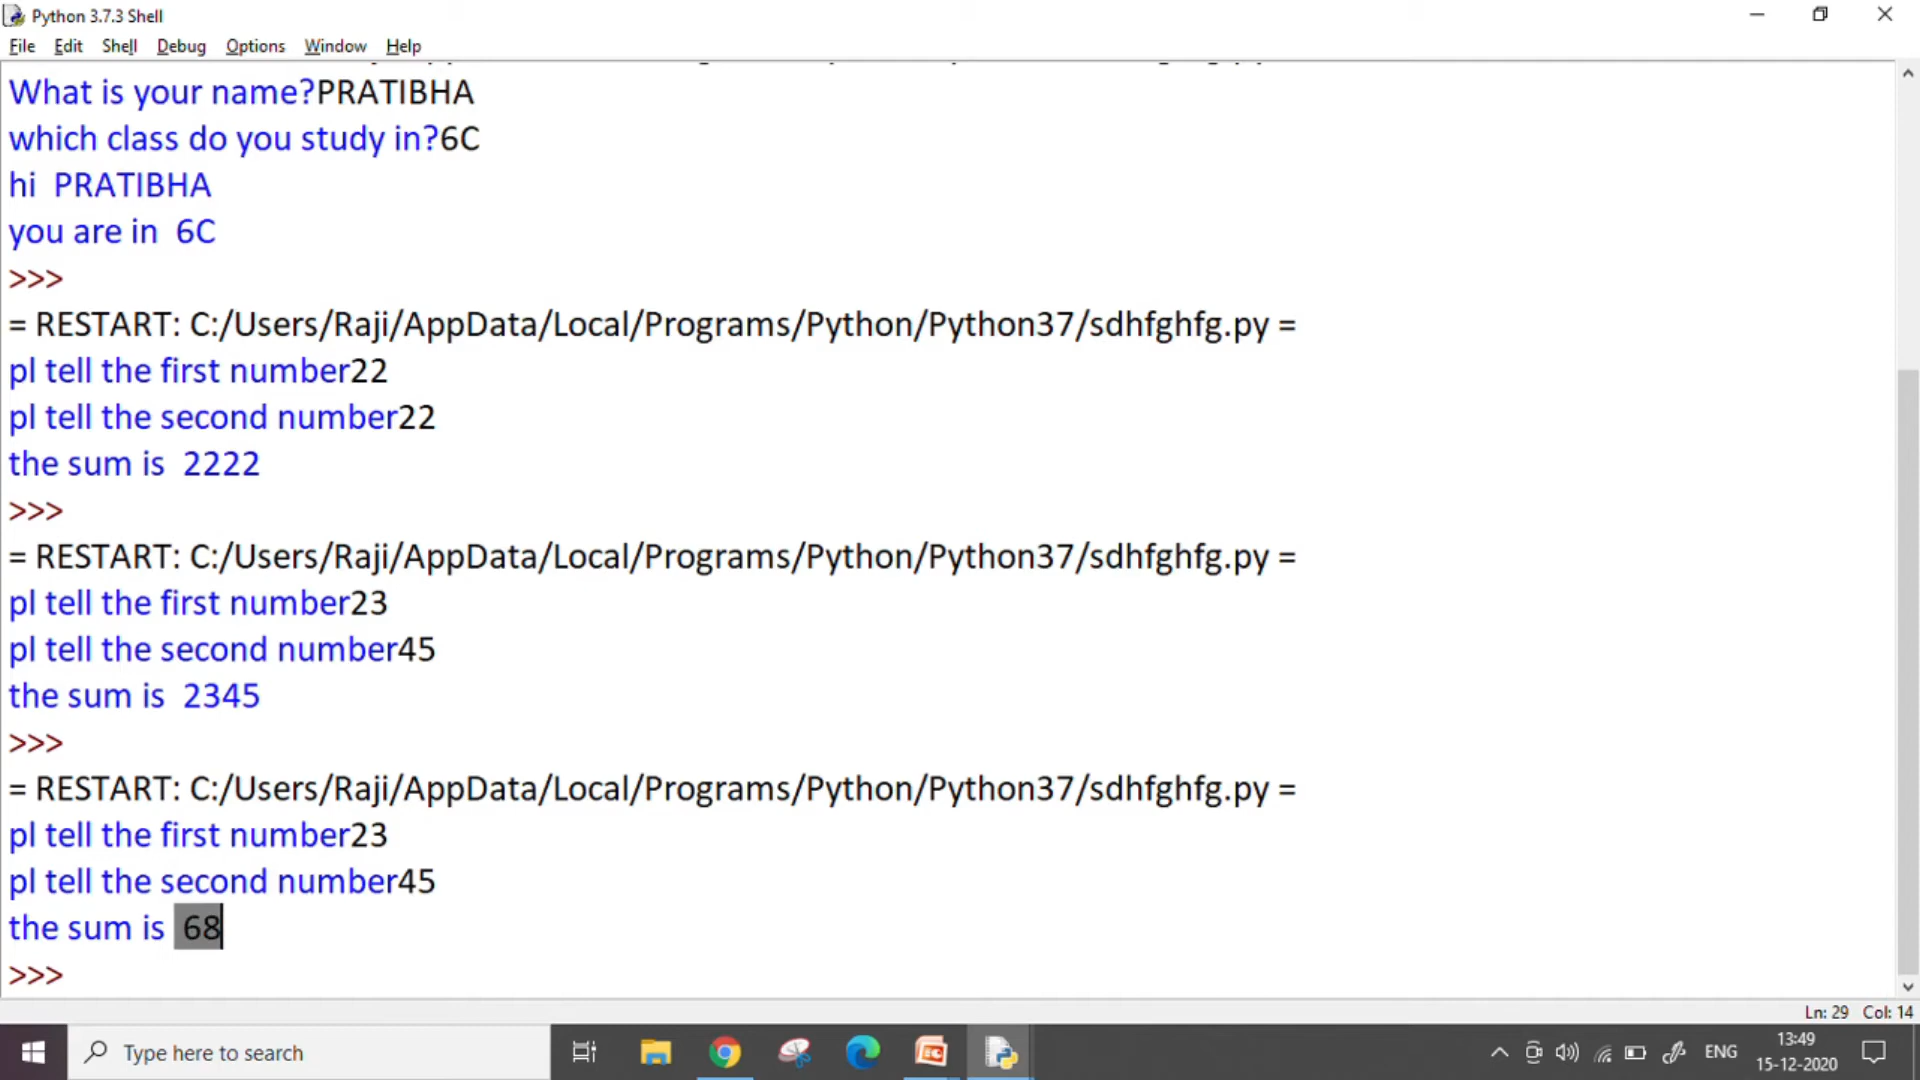 Python 3.7.3 Shell
File Edit Shell Debug Options Window Help
What is your name?PRATIBHA
which class do you study in?6C
hi  PRATIBHA
you are in  6C
>>>
= RESTART: C:/Users/Raji/AppData/Local/Programs/Python/Python37/sdhfghfg.py =
pl tell the first number22
pl tell the second number22
the sum is  2222
>>>
= RESTART: C:/Users/Raji/AppData/Local/Programs/Python/Python37/sdhfghfg.py =
pl tell the first number23
pl tell the second number45
the sum is  2345
>>>
= RESTART: C:/Users/Raji/AppData/Local/Programs/Python/Python37/sdhfghfg.py =
pl tell the first number23
pl tell the second number45
the sum is  68
>>>
Ln: 29 Col: 14
Type here to search
ENG
13:49
15-12-2020